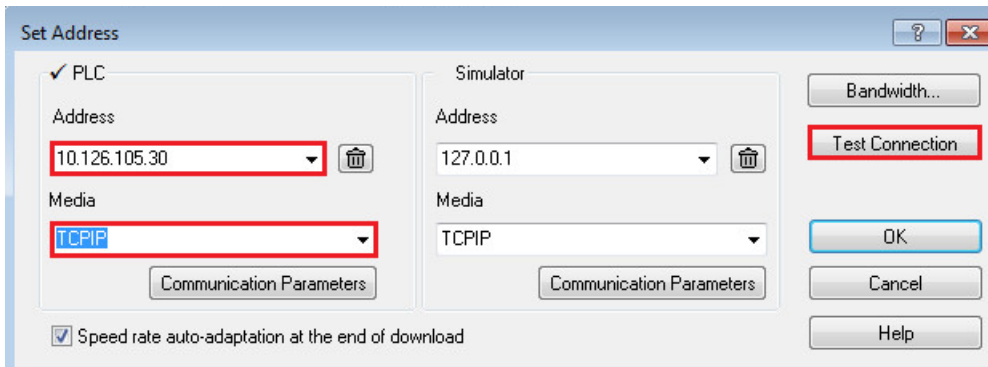 Set Address
PLC
Address
10.126.105.30
Media
TCPIP
Communication Parameters
Simulator
Address
127.0.0.1
Media
TCPIP
Communication Parameters
Speed rate auto-adaptation at the end of download
Bandwidth...
Test Connection
OK
Cancel
Help